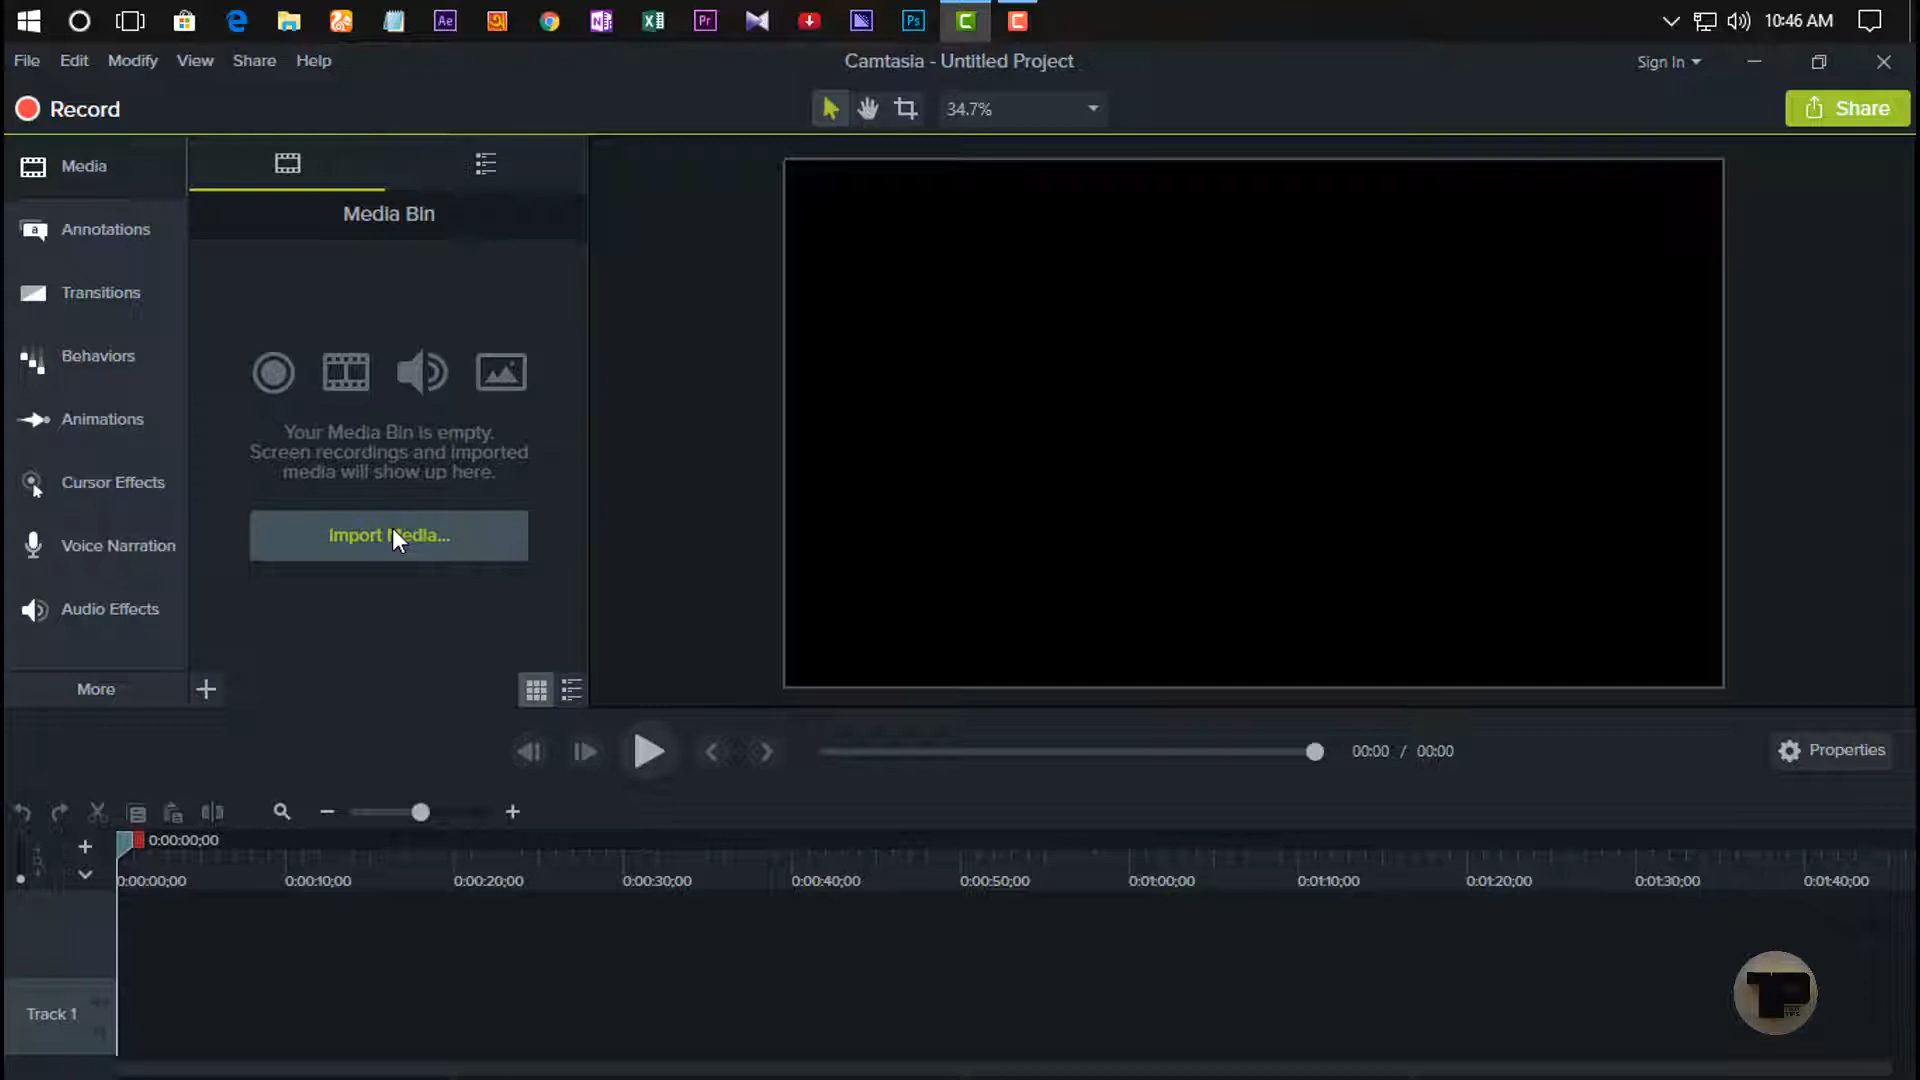 Ae
Pr
Ps
10:46 AM
File Edit Modify View Share Help
Camtasia - Untitled Project
Sign In
Record
34.7%
Share
Media
Annotations
Transitions
Behaviors
Animations
Cursor Effects
Voice Narration
Audio Effects
More
Media Bin
Your Media Bin is empty.
Screen recordings and imported
media will show up here.
Import Media...
00:00 / 00:00
Properties
0:00:00;00
0:00:00;00 0:00:10;00 0:00:20;00 0:00:30;00 0:00:40;00 0:00:50;00 0:01:00;00 0:01:10;00 0:01:20;00 0:01:30;00 0:01:40;00
Track 1
TP